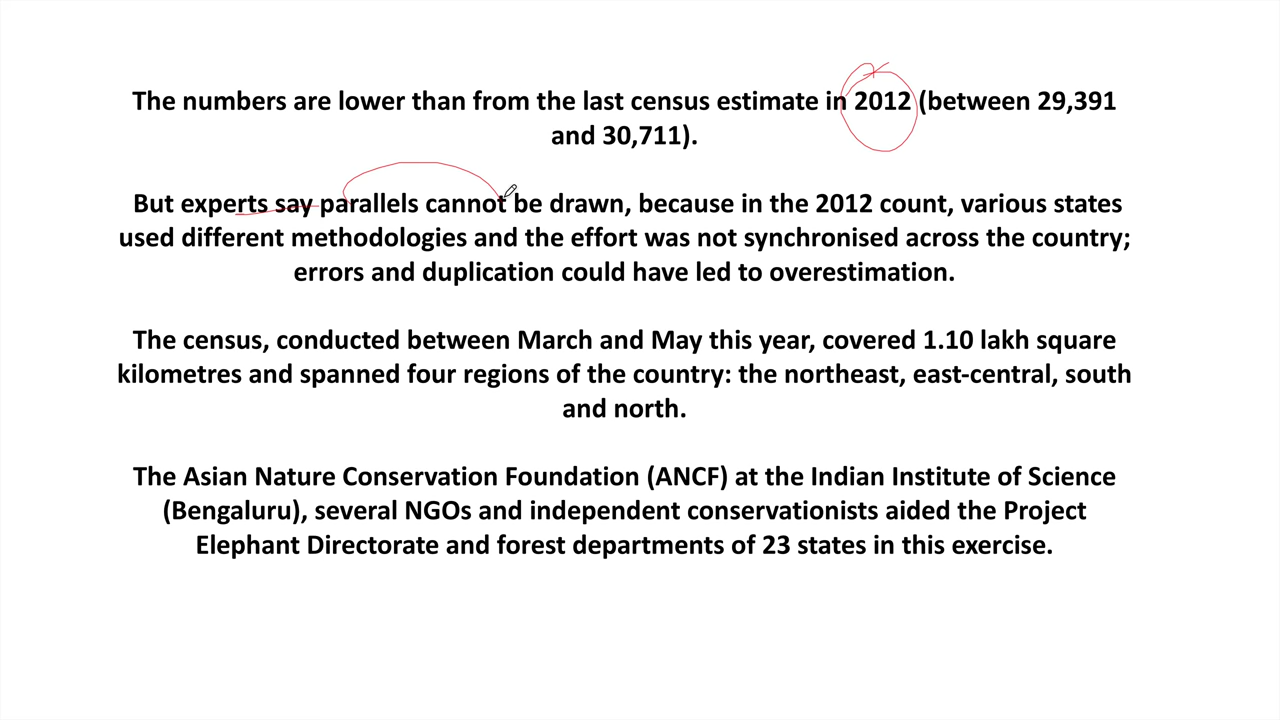 The numbers are lower than from the last census estimate in 2012 (between 29,391
and 30,711).
But experts say parallels cannot be drawn, because in the 2012 count, various states
used different methodologies and the effort was not synchronised across the country;
errors and duplication could have led to overestimation.
The census, conducted between March and May this year, covered 1.10 lakh square
kilometres and spanned four regions of the country: the northeast, east-central, south
and north.
The Asian Nature Conservation Foundation (ANCF) at the Indian Institute of Science
(Bengaluru), several NGOs and independent conservationists aided the Project
Elephant Directorate and forest departments of 23 states in this exercise.